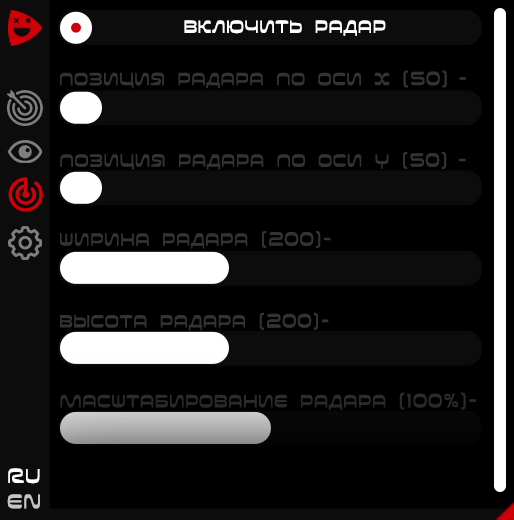 ВКЛЮЧИТЬ РАДАР
ПОЗИЦИЯ РАДАРА ПО ОСИ X (50) -
ПОЗИЦИЯ РАДАРА ПО ОСИ Y (50) -
ШИРИНА РАДАРА (200)-
ВЫСОТА РАДАРА (200)-
МАСШТАБИРОВАНИЕ РАДАРА (100%)-
RU
EN